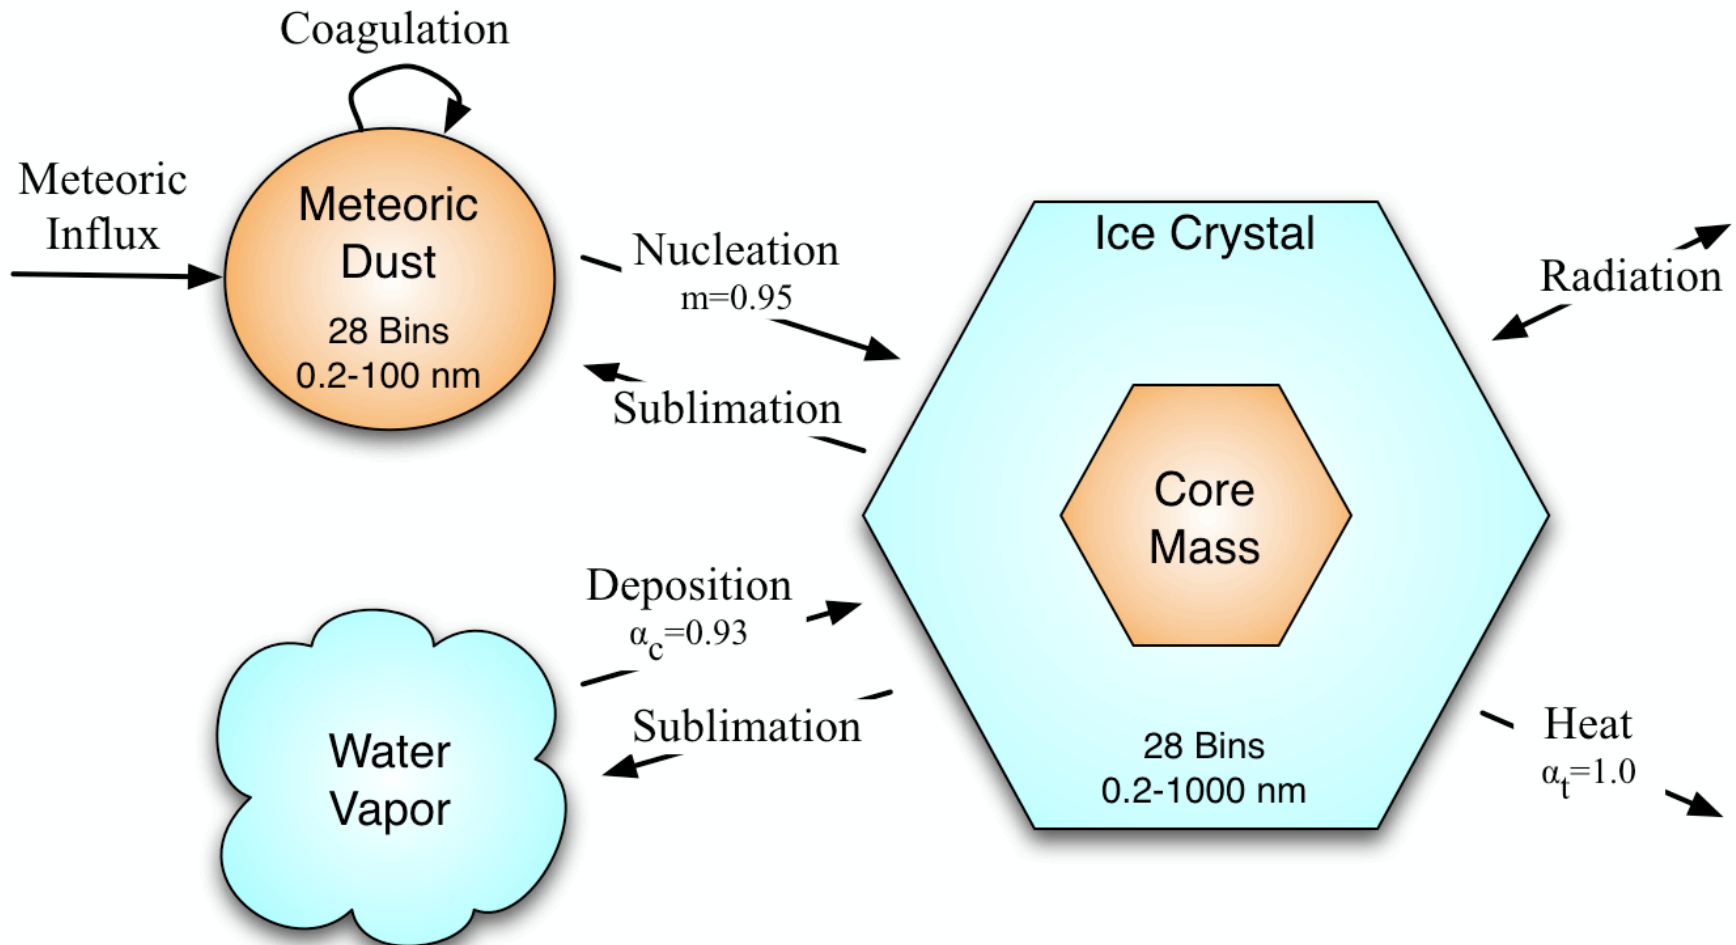 Coagulation
Meteoric
Influx
Meteoric
Dust
28 Bins
0.2-100 nm
Nucleation
m=0.95
Sublimation
Ice Crystal
Radiation
Core
Mass
Deposition
αc=0.93
Sublimation
Water
Vapor
28 Bins
0.2-1000 nm
Heat
αt=1.0